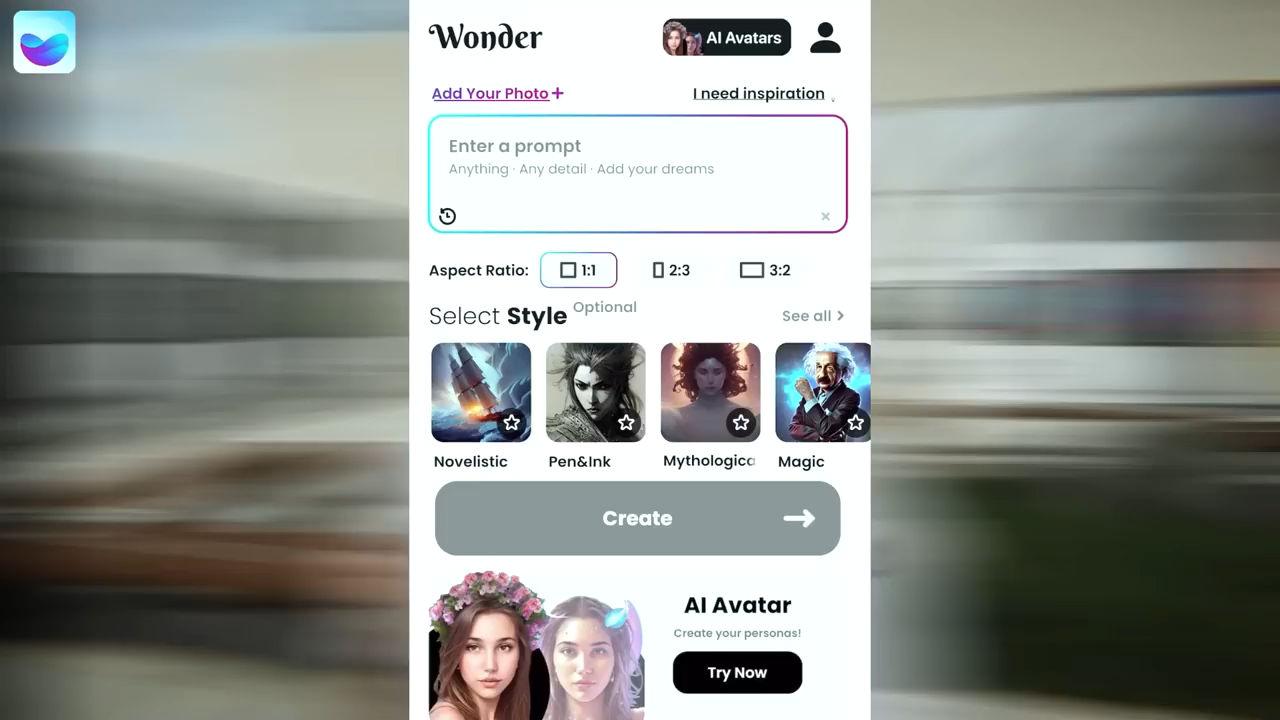 Wonder
AI Avatars
Add Your Photo+
I need inspiration
Enter a prompt
Anything · Any detail · Add your dreams
×
Aspect Ratio: 1:1 2:3 3:2
Select Style Optional
See all >
Novelistic Pen&Ink Mythologica Magic
Create →
AI Avatar
Create your personas!
Try Now